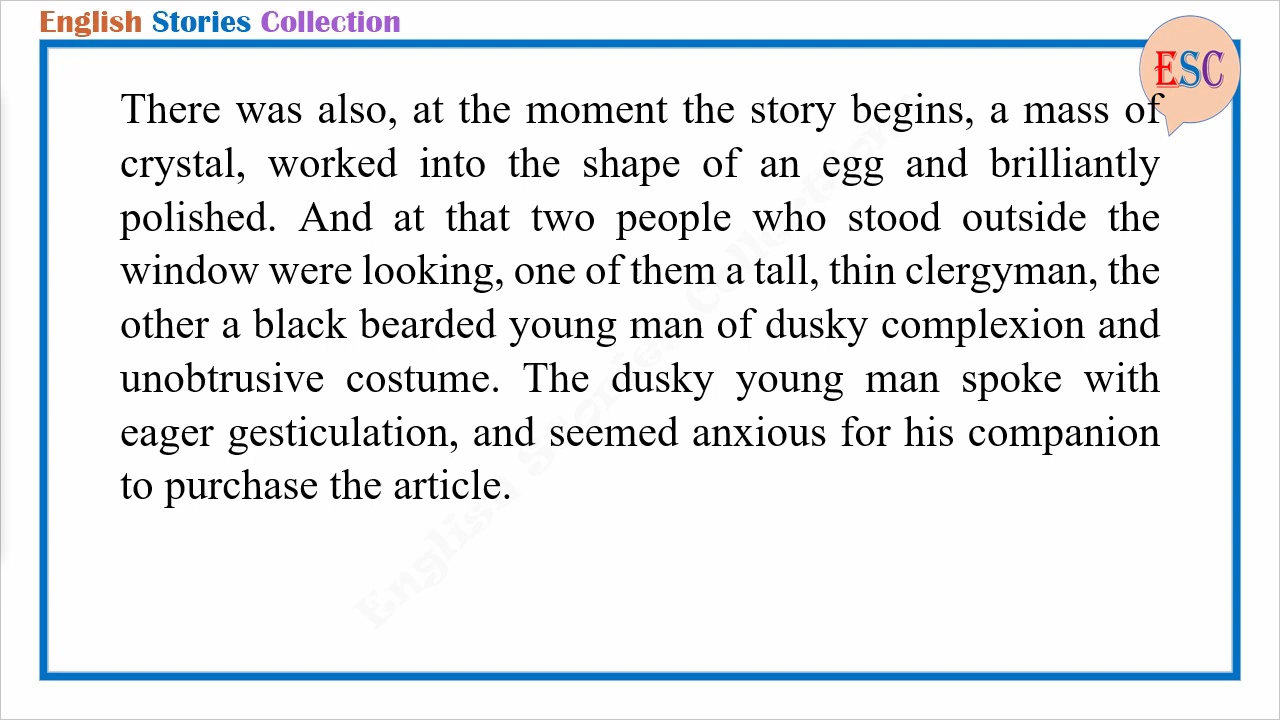 English Stories Collection
ESC
There was also, at the moment the story begins, a mass of
crystal, worked into the shape of an egg and brilliantly
polished. And at that two people who stood outside the
window were looking, one of them a tall, thin clergyman, the
other a black bearded young man of dusky complexion and
unobtrusive costume. The dusky young man spoke with
eager gesticulation, and seemed anxious for his companion
to purchase the article.
English Stories Collection